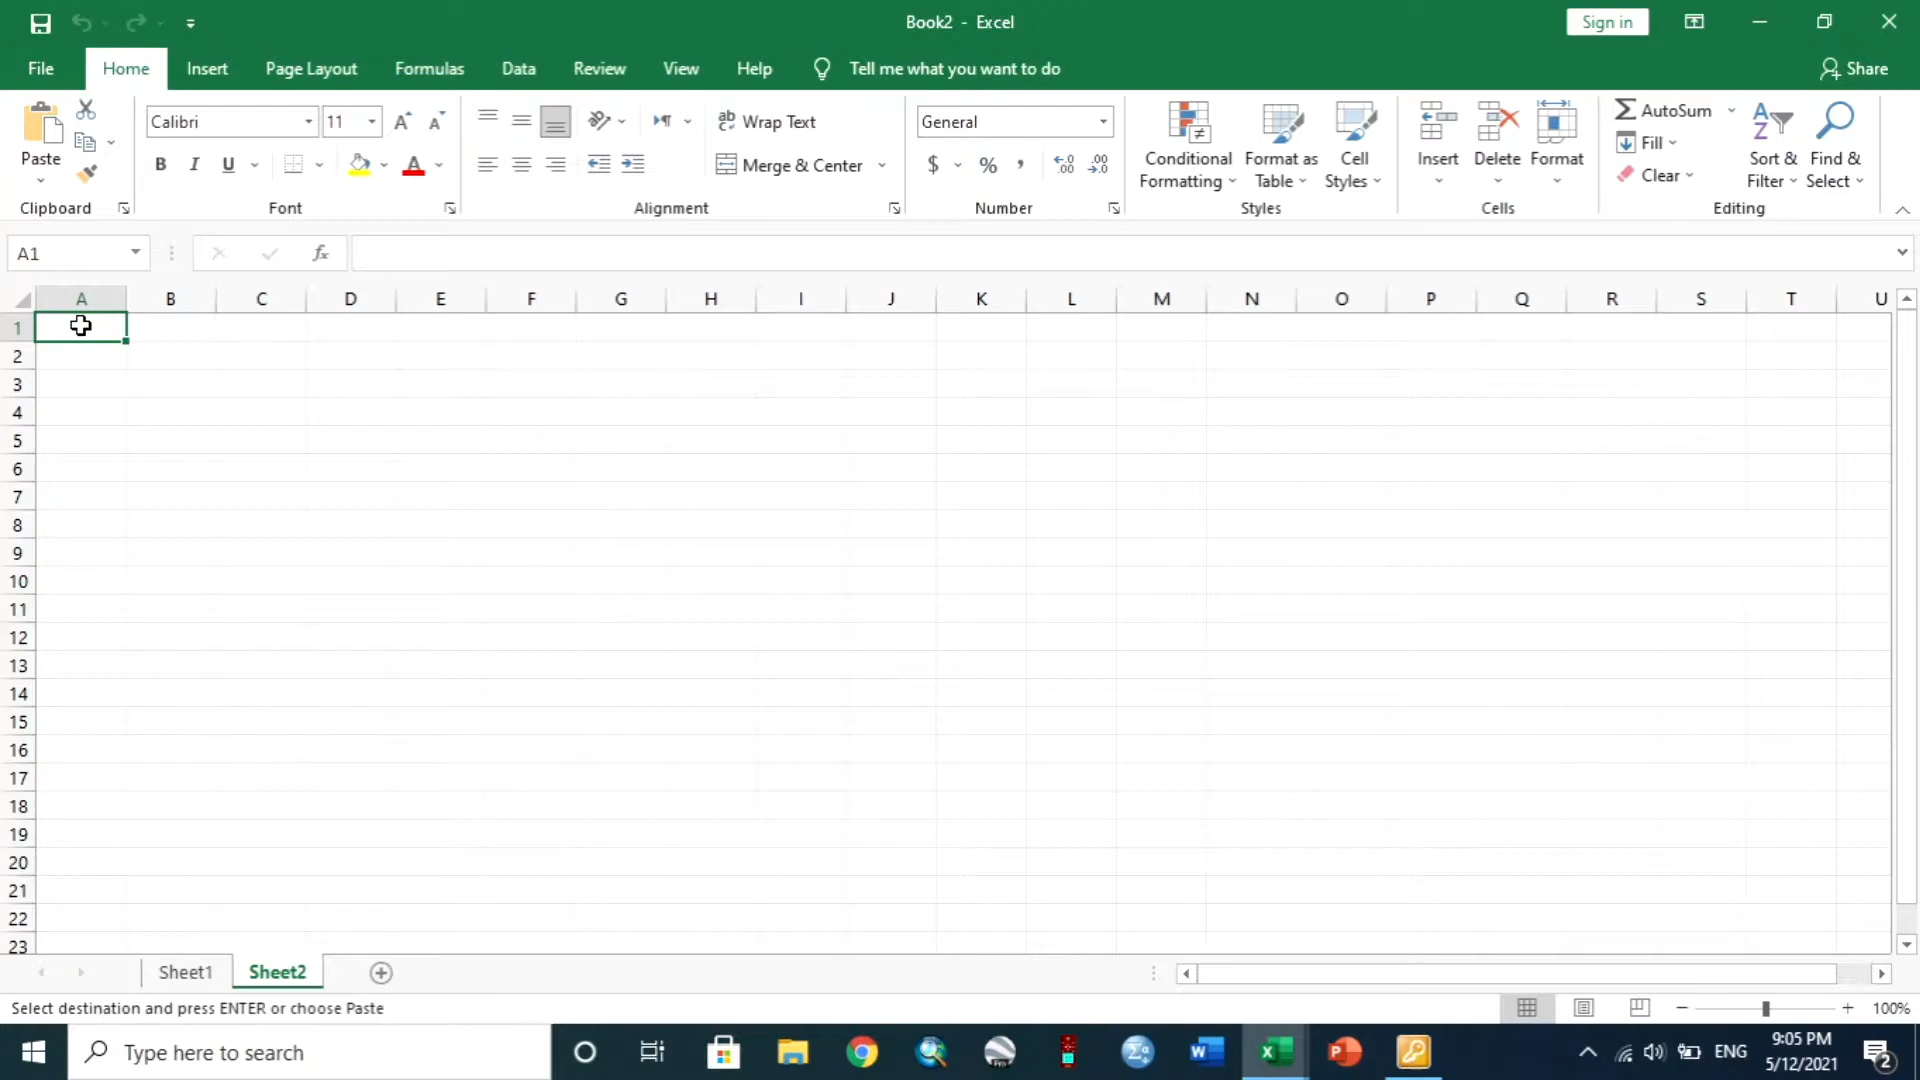 Book2 - Excel
Sign in
File Home Insert Page Layout Formulas Data Review View Help Tell me what you want to do Share
Paste
Calibri 11
B I U A
Wrap Text
Merge & Center
General
$ % ,
Conditional Formatting
Format as Table
Cell Styles
Insert Delete Format
AutoSum
Fill
Clear
Sort & Filter
Find & Select
Clipboard Font Alignment Number Styles Cells Editing
A1 fx
A B C D E F G H I J K L M N O P Q R S T U
1
2
3
4
5
6
7
8
9
10
11
12
13
14
15
16
17
18
19
20
21
22
23
Sheet1 Sheet2
Select destination and press ENTER or choose Paste
100%
Type here to search
ENG
9:05 PM
5/12/2021
2